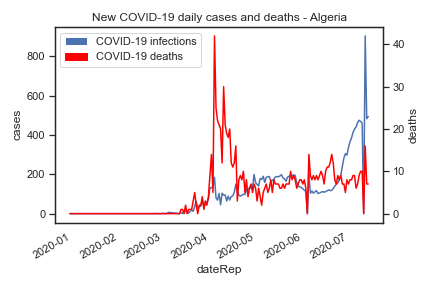 New COVID-19 daily cases and deaths - Algeria
COVID-19 infections
COVID-19 deaths
cases
deaths
800
600
400
200
0
40
30
20
10
0
2020-01
2020-02
2020-03
2020-04
2020-05
2020-06
2020-07
dateRep